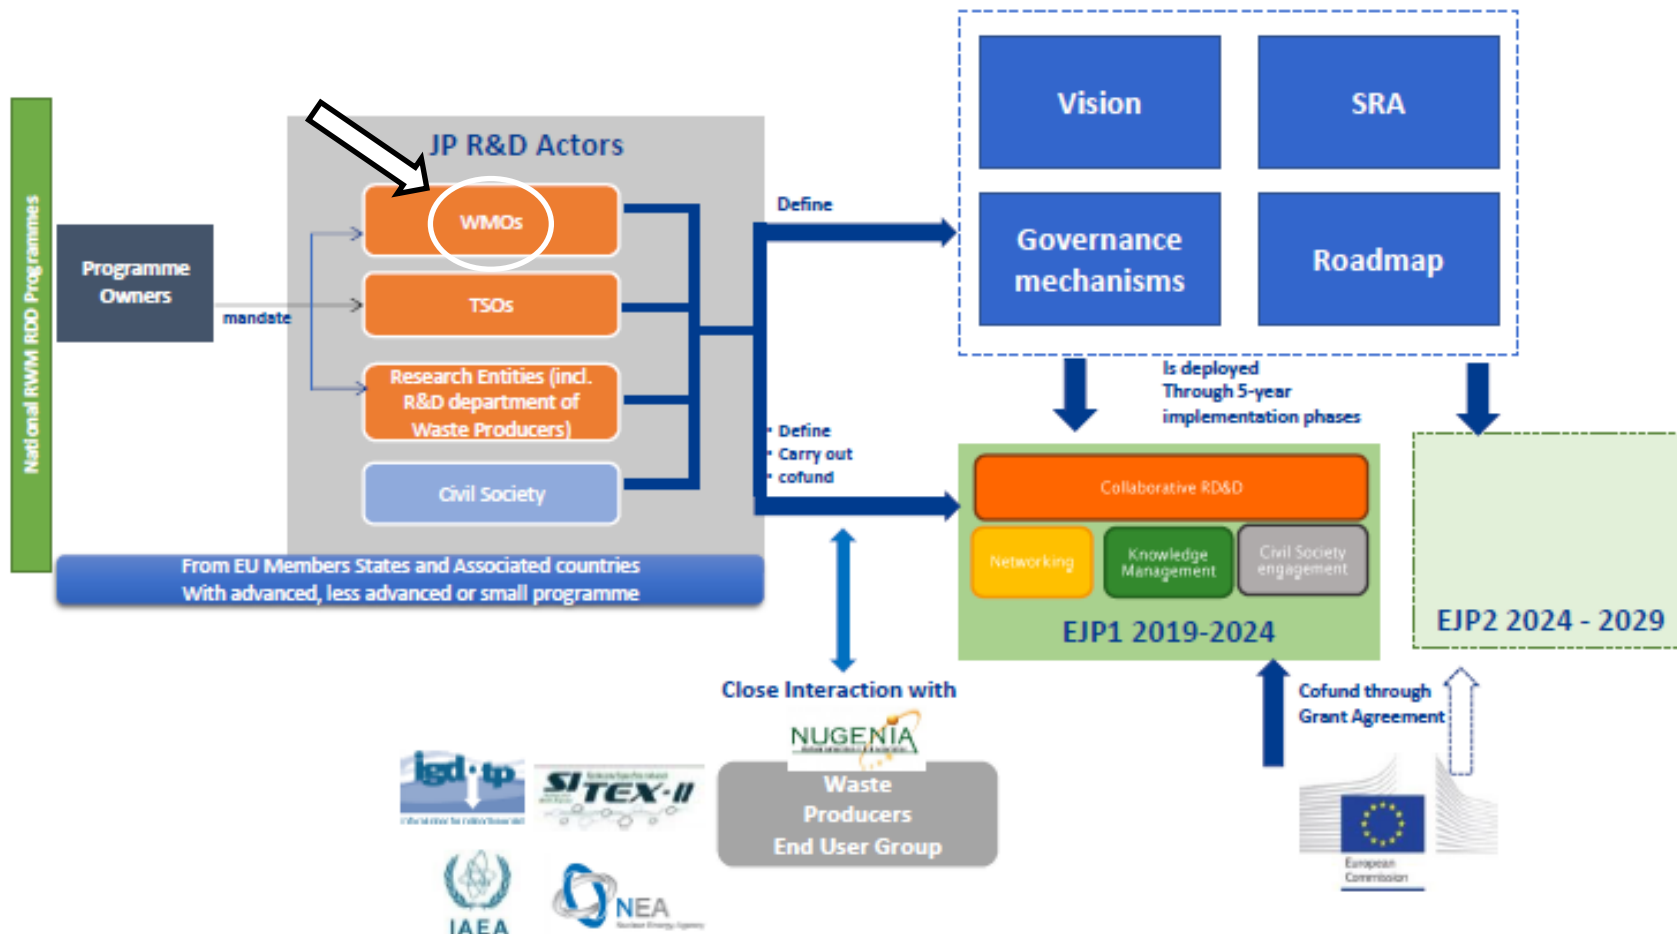 National RWM RDD Programmes
Programme
Owners
mandate
JP R&D Actors
WMOs
TSOs
Research Entities (incl.
R&D department of
Waste Producers)
Civil Society
From EU Members States and Associated countries
With advanced, less advanced or small programme
Define
• Define
• Carry out
• cofund
Vision
SRA
Governance
mechanisms
Roadmap
Is deployed
Through 5-year
implementation phases
Collaborative RD&D
Networking
Knowledge
Management
Civil Society
engagement
EJP1 2019-2024
EJP2 2024 - 2029
Cofund through
Grant Agreement
European
Commission
Close Interaction with
NUGENIA
Waste
Producers
End User Group
igd·tp
SITEX·II
IAEA
NEA
Nuclear Energy Agency